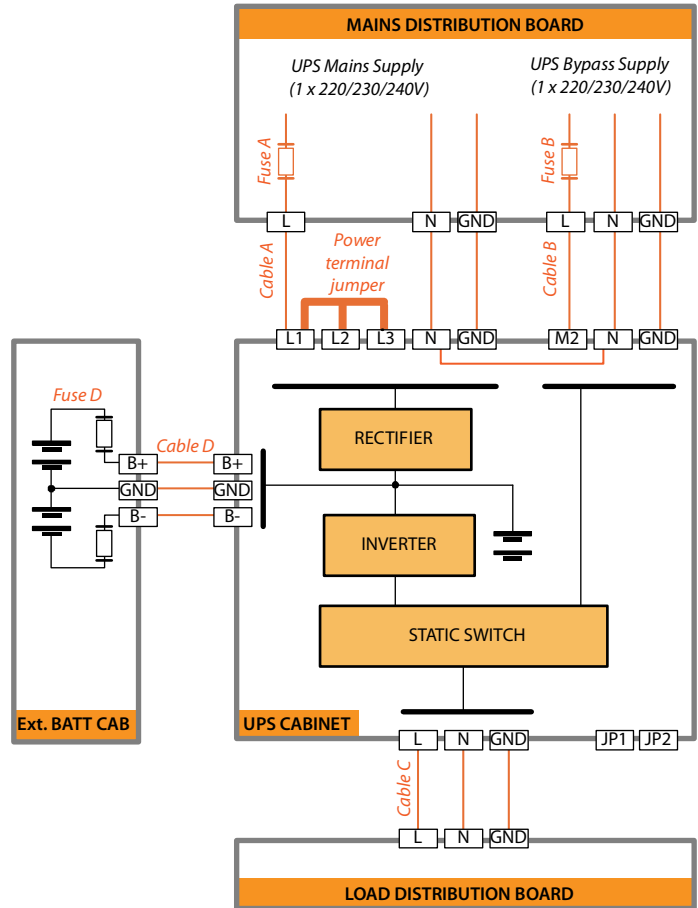 MAINS DISTRIBUTION BOARD
UPS Mains Supply
(1 x 220/230/240V)
UPS Bypass Supply
(1 x 220/230/240V)
Fuse A
Fuse B
L
N
GND
L
N
GND
Cable A
Power
terminal
jumper
Cable B
L1
L2
L3
N
GND
M2
N
GND
Fuse D
Cable D
B+
GND
B-
B+
GND
B-
RECTIFIER
INVERTER
STATIC SWITCH
Ext. BATT CAB
UPS CABINET
L
N
GND
JP1
JP2
Cable C
L
N
GND
LOAD DISTRIBUTION BOARD